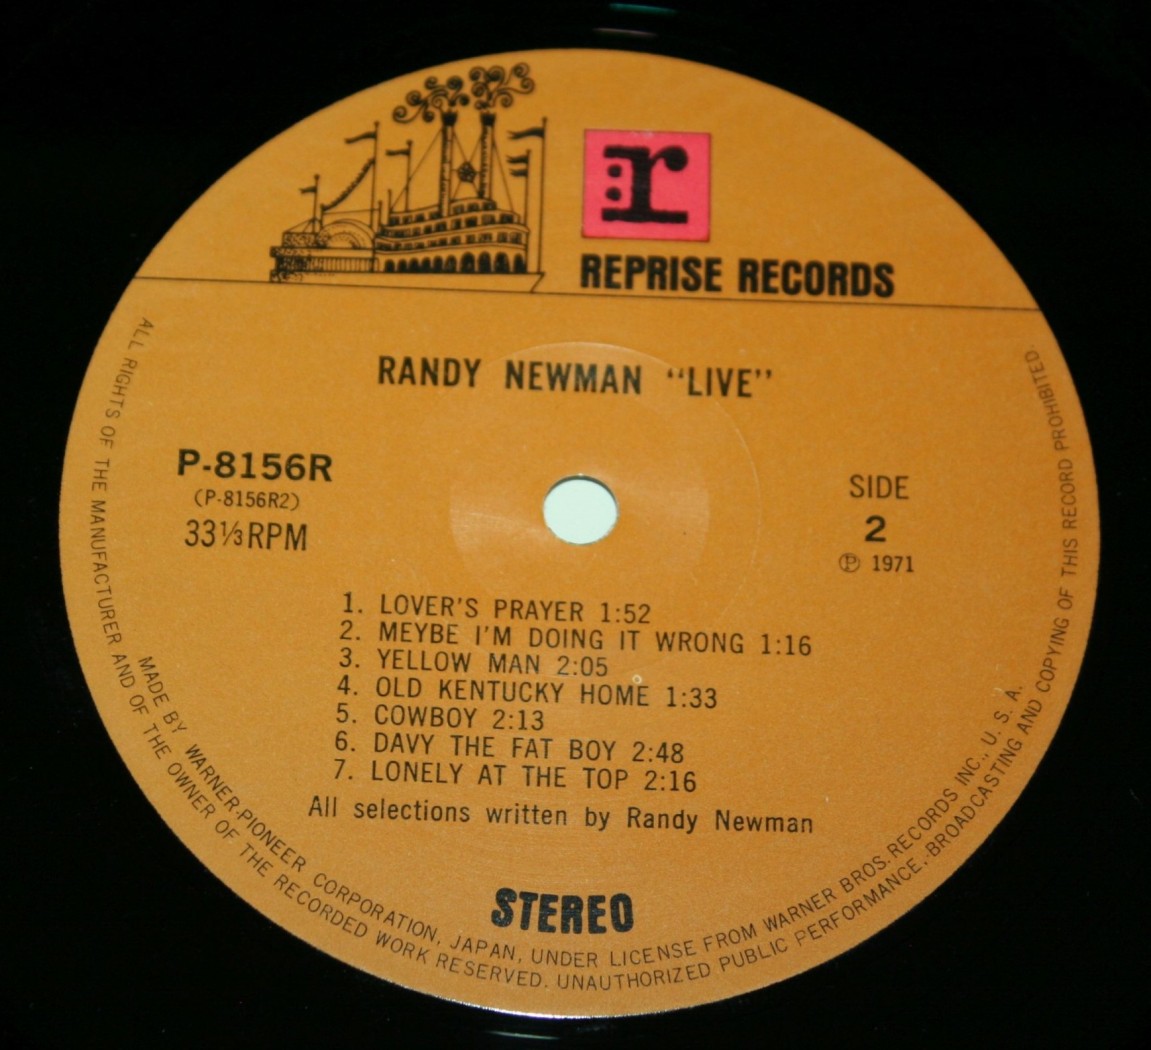 r
REPRISE RECORDS
RANDY NEWMAN “LIVE”
P-8156R
(P-8156R2)
33⅓RPM
SIDE
2
Ⓟ 1971
1. LOVER'S PRAYER 1:52
2. MEYBE I'M DOING IT WRONG 1:16
3. YELLOW MAN 2:05
4. OLD KENTUCKY HOME 1:33
5. COWBOY 2:13
6. DAVY THE FAT BOY 2:48
7. LONELY AT THE TOP 2:16
All selections written by Randy Newman
STEREO
MADE BY WARNER-PIONEER CORPORATION, JAPAN, UNDER LICENSE FROM WARNER BROS. RECORDS INC., U. S. A.
ALL RIGHTS OF THE MANUFACTURER AND OF THE OWNER OF THE RECORDED WORK RESERVED. UNAUTHORIZED PUBLIC PERFORMANCE, BROADCASTING AND COPYING OF THIS RECORD PROHIBITED.